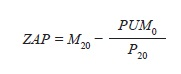 ZAP = M₂₀ − PUM₀ / P₂₀